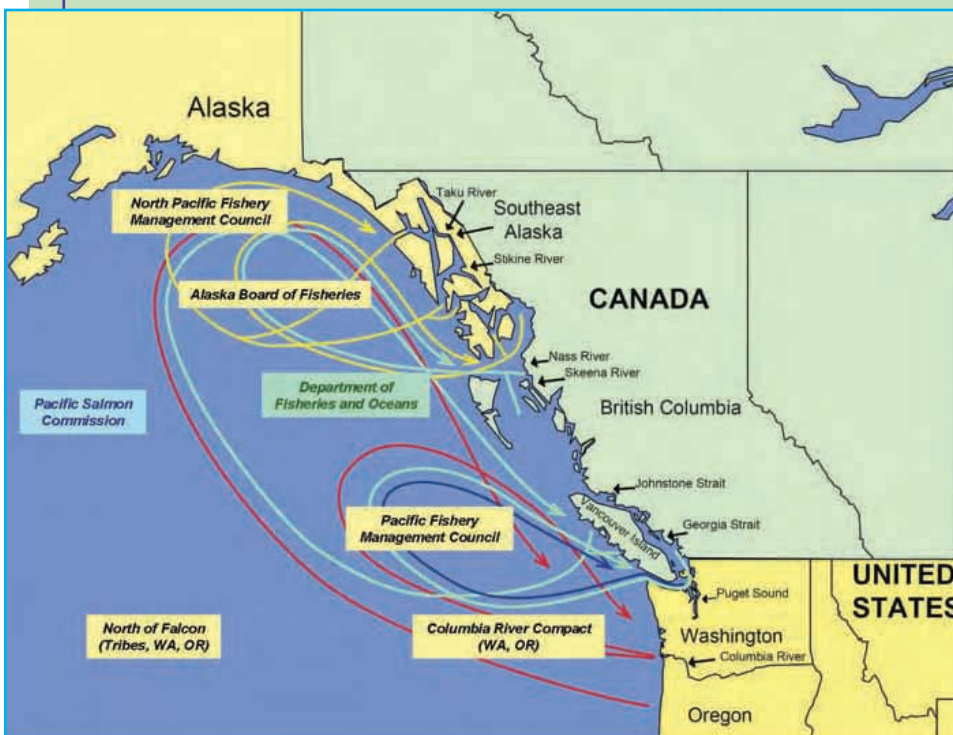 Alaska
Taku River
North Pacific Fishery
Management Council
Southeast
Alaska
Stikine River
Alaska Board of Fisheries
CANADA
Nass River
Skeena River
Department of
Fisheries and Oceans
Pacific Salmon
Commission
British Columbia
Johnstone Strait
Vancouver Island
Georgia Strait
Pacific Fishery
Management Council
UNITED
STATES
Puget Sound
North of Falcon
(Tribes, WA, OR)
Columbia River Compact
(WA, OR)
Washington
Columbia River
Oregon